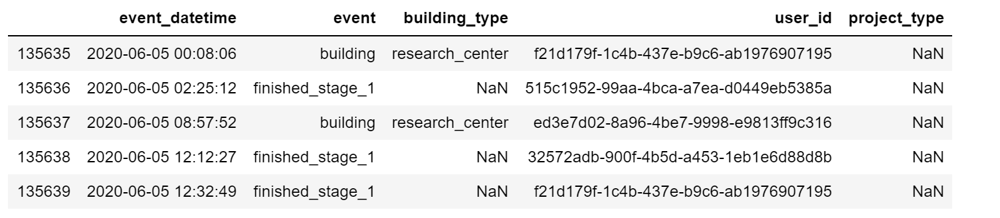 event_datetime event building_type user_id project_type
135635 2020-06-05 00:08:06 building research_center f21d179f-1c4b-437e-b9c6-ab1976907195 NaN
135636 2020-06-05 02:25:12 finished_stage_1 NaN 515c1952-99aa-4bca-a7ea-d0449eb5385a NaN
135637 2020-06-05 08:57:52 building research_center ed3e7d02-8a96-4be7-9998-e9813ff9c316 NaN
135638 2020-06-05 12:12:27 finished_stage_1 NaN 32572adb-900f-4b5d-a453-1eb1e6d88d8b NaN
135639 2020-06-05 12:32:49 finished_stage_1 NaN f21d179f-1c4b-437e-b9c6-ab1976907195 NaN